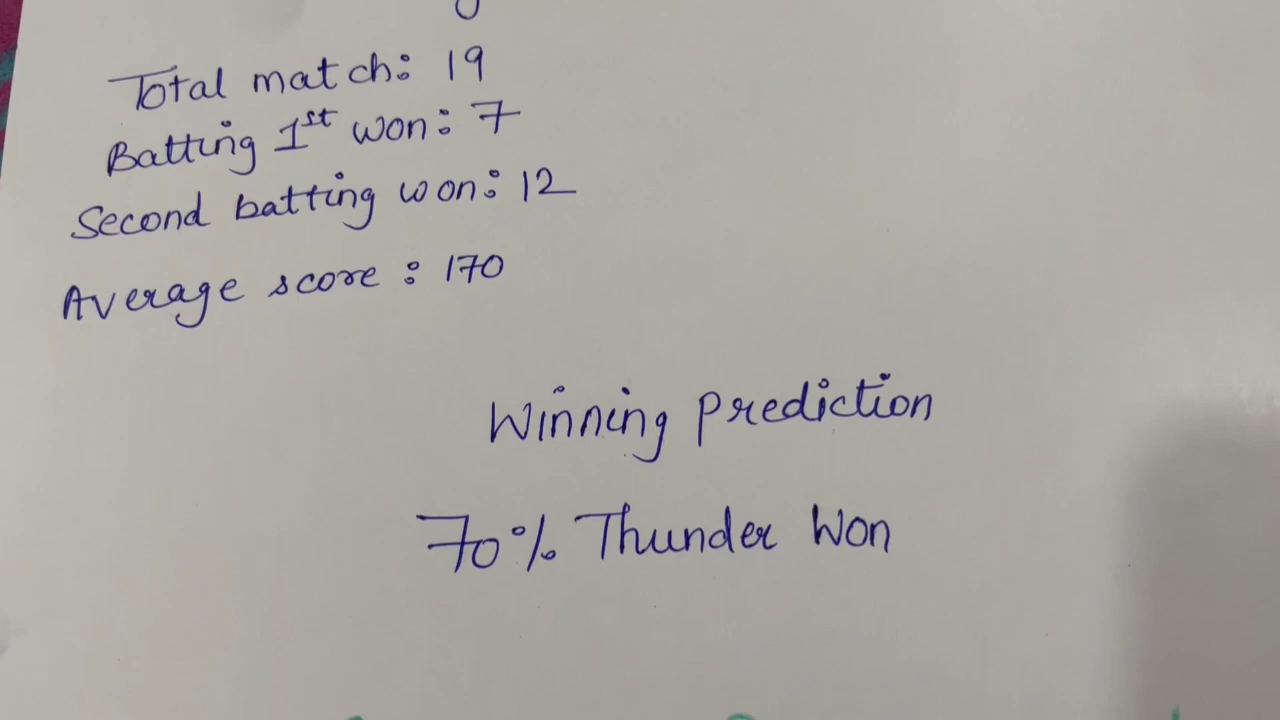 Total match: 19
Batting 1st won: 7
Second batting won: 12
Average score: 170
Winning prediction
70% Thunder Won